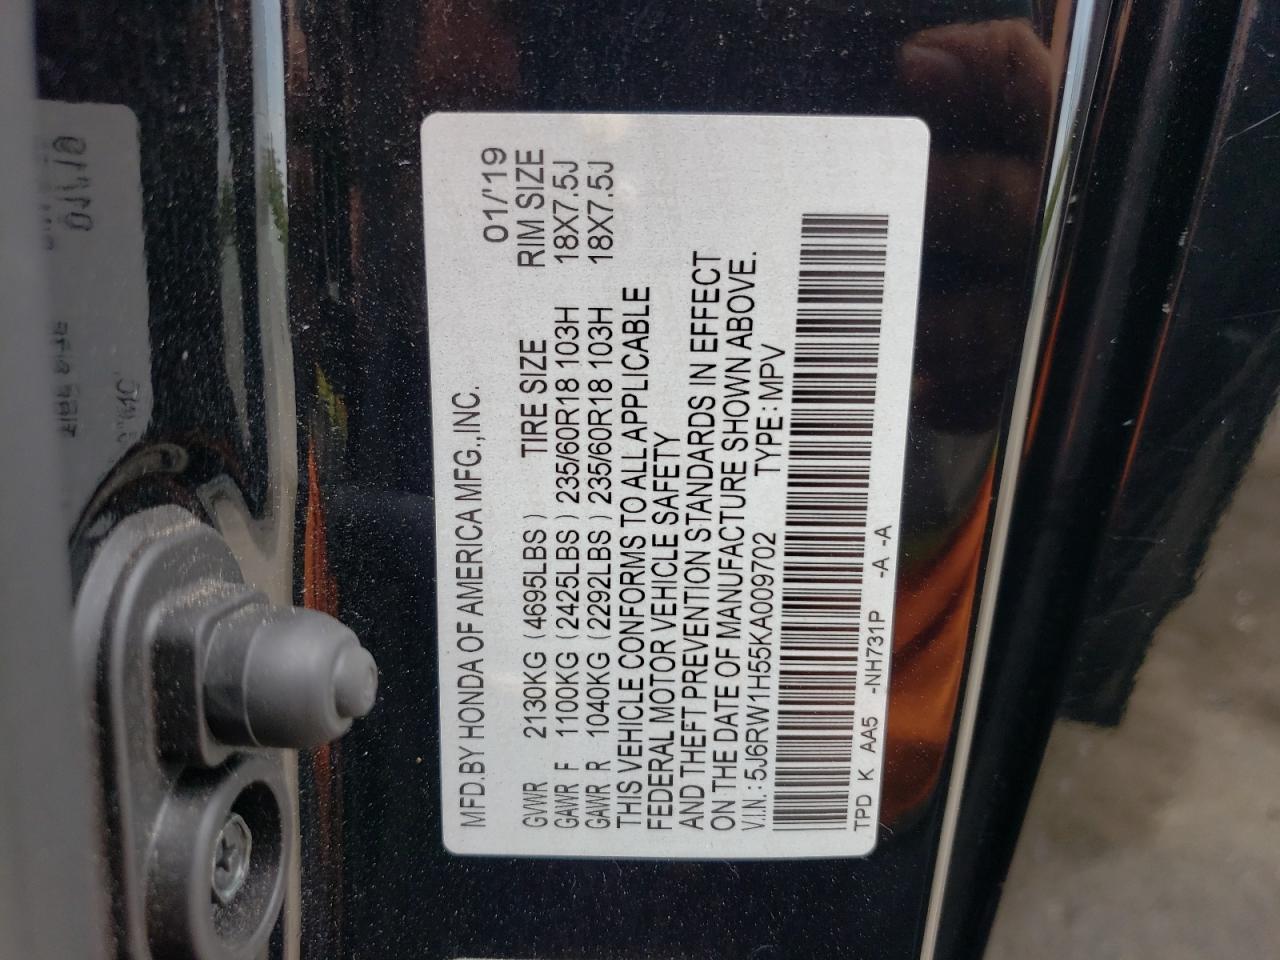 MFD.BY HONDA OF AMERICA MFG.,INC. 01/'19
GVWR 2130KG (4695LBS) TIRE SIZE RIM SIZE
GAWR F 1100KG (2425LBS) 235/60R18 103H 18X7.5J
GAWR R 1040KG (2292LBS) 235/60R18 103H 18X7.5J
THIS VEHICLE CONFORMS TO ALL APPLICABLE
FEDERAL MOTOR VEHICLE SAFETY
AND THEFT PREVENTION STANDARDS IN EFFECT
ON THE DATE OF MANUFACTURE SHOWN ABOVE.
V.I.N.:5J6RW1H55KA009702 TYPE:MPV
TPD K AA5 -NH731P -A -A